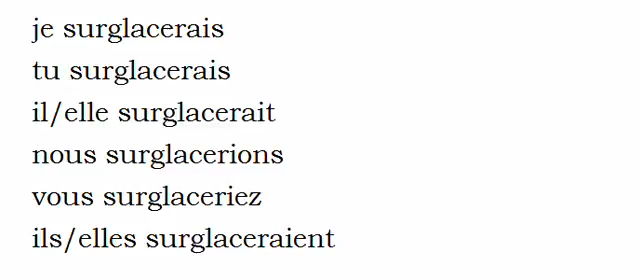 je surglacerais
tu surglacerais
il/elle surglacerait
nous surglacerions
vous surglaceriez
ils/elles surglaceraient